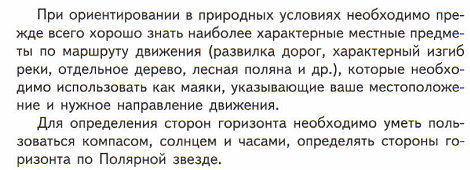 При ориентировании в природных условиях необходимо пре-
жде всего хорошо знать наиболее характерные местные предме-
ты по маршруту движения (развилка дорог, характерный изгиб
реки, отдельное дерево, лесная поляна и др.), которые необхо-
димо использовать как маяки, указывающие ваше местоположе-
ние и нужное направление движения.
Для определения сторон горизонта необходимо уметь поль-
зоваться компасом, солнцем и часами, определять стороны го-
ризонта по Полярной звезде.